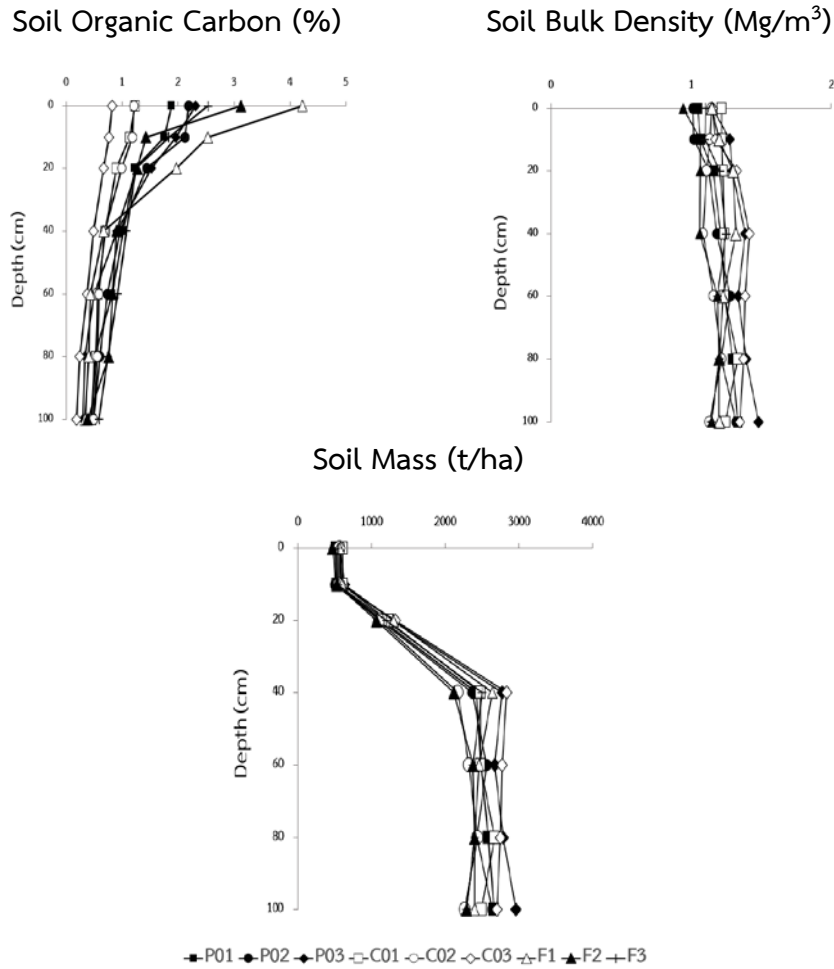 Soil Organic Carbon (%)
Soil Bulk Density (Mg/m³)
0 1 2 3 4 5
0
20
40
60
80
100
Depth (cm)
0 1 2
0
20
40
60
80
100
Depth (cm)
Soil Mass (t/ha)
0 1000 2000 3000 4000
0
20
40
60
80
100
Depth (cm)
P01 P02 P03 C01 C02 C03 F1 F2 F3